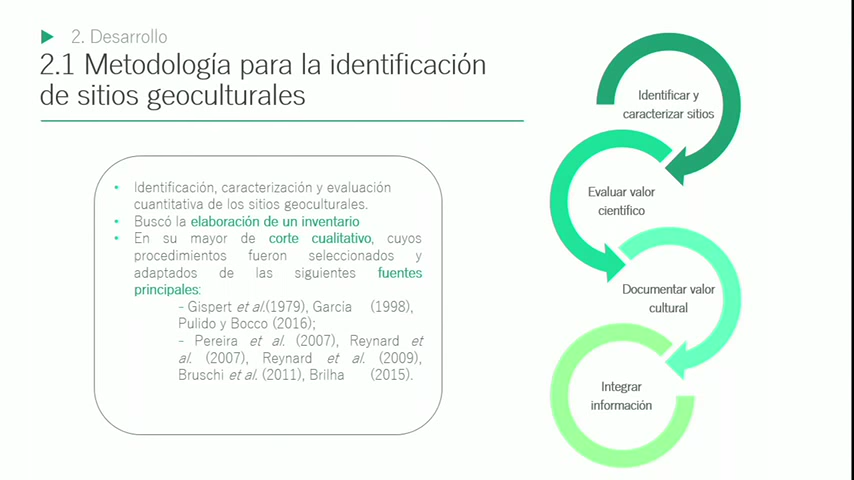 2. Desarrollo
2.1 Metodología para la identificación
de sitios geoculturales
• Identificación, caracterización y evaluación
cuantitativa de los sitios geoculturales.
• Buscó la elaboración de un inventario
• En su mayor de corte cualitativo, cuyos
procedimientos fueron seleccionados y
adaptados de las siguientes fuentes
principales:
- Gispert et al.(1979), García (1998),
Pulido y Bocco (2016);
- Pereira et al. (2007), Reynard et
al. (2007), Reynard et al. (2009),
Bruschi et al. (2011), Brilha (2015).
Identificar y
caracterizar sitios
Evaluar valor
científico
Documentar valor
cultural
Integrar
información